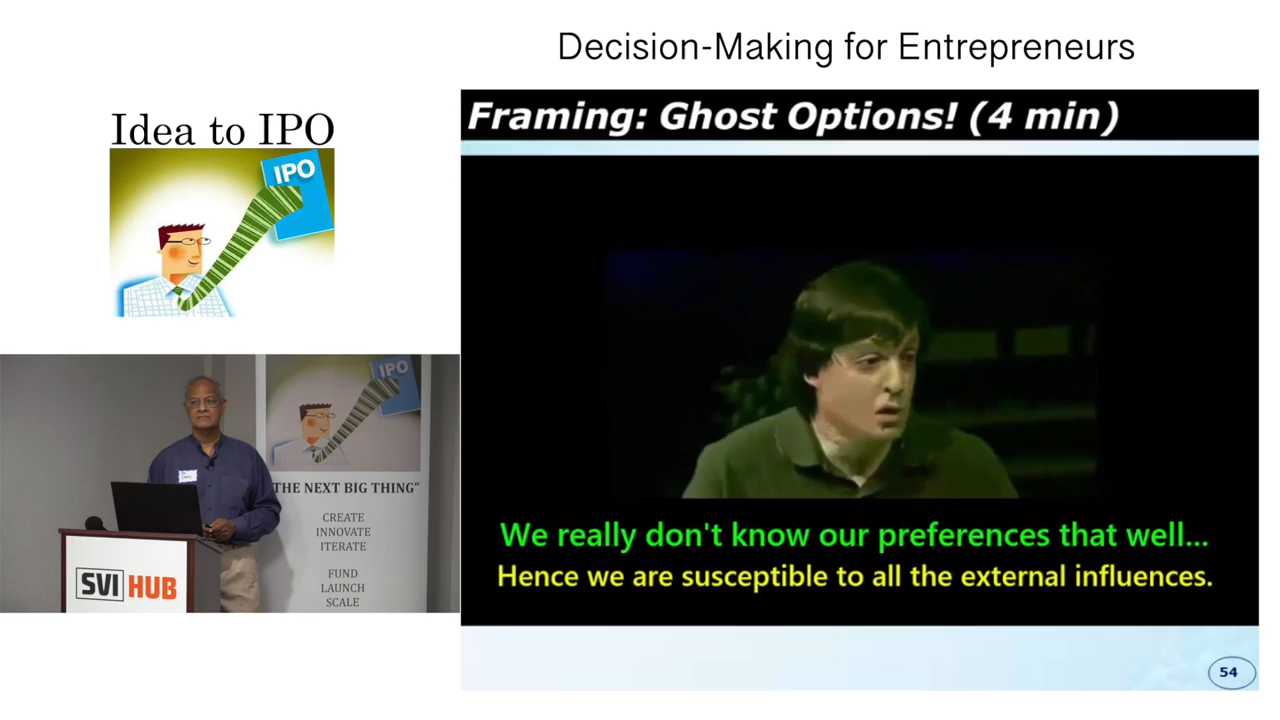 Decision-Making for Entrepreneurs
Idea to IPO
IPO
Framing: Ghost Options! (4 min)
We really don't know our preferences that well...
Hence we are susceptible to all the external influences.
54
IPO
THE NEXT BIG THING"
CREATE
INNOVATE
ITERATE
FUND
LAUNCH
SCALE
SVI HUB